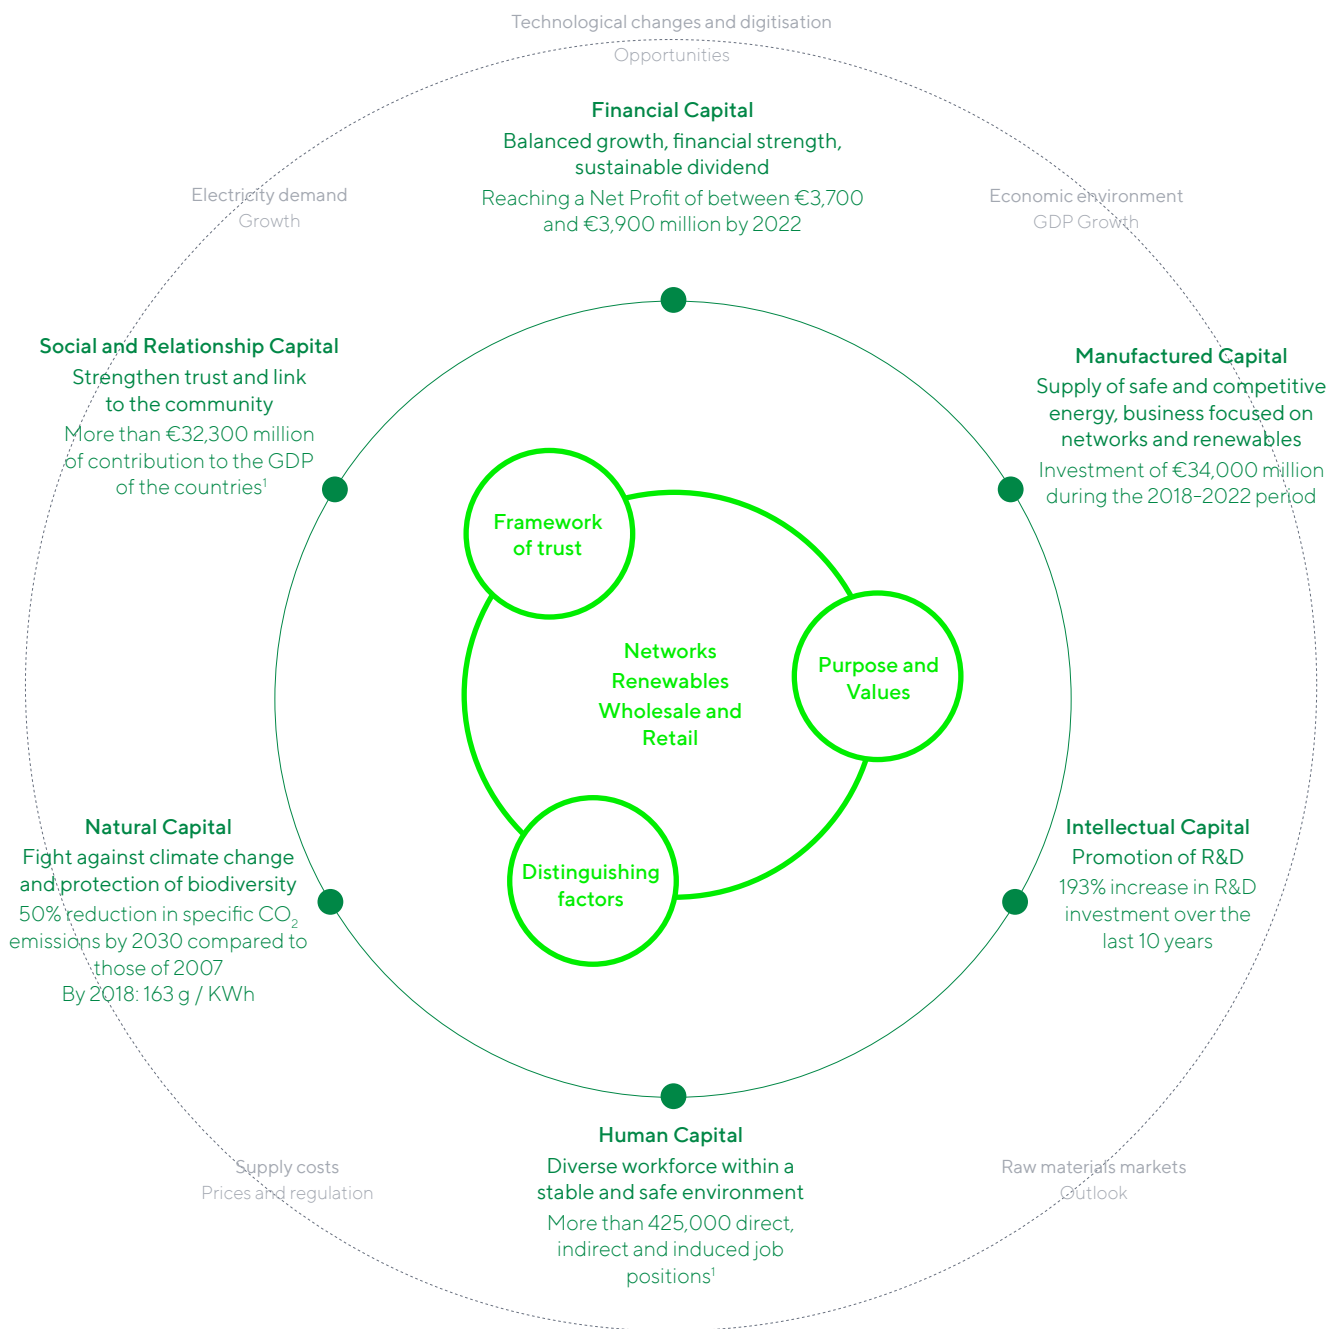 Technological changes and digitisation
Opportunities
Financial Capital
Balanced growth, financial strength,
sustainable dividend
Reaching a Net Profit of between €3,700
and €3,900 million by 2022
Electricity demand
Growth
Economic environment
GDP Growth
Social and Relationship Capital
Strengthen trust and link
to the community
More than €32,300 million
of contribution to the GDP
of the countries¹
Manufactured Capital
Supply of safe and competitive
energy, business focused on
networks and renewables
Investment of €34,000 million
during the 2018-2022 period
Framework
of trust
Networks
Renewables
Wholesale and
Retail
Purpose and
Values
Distinguishing
factors
Natural Capital
Fight against climate change
and protection of biodiversity
50% reduction in specific CO₂
emissions by 2030 compared to
those of 2007
By 2018: 163 g / KWh
Intellectual Capital
Promotion of R&D
193% increase in R&D
investment over the
last 10 years
Human Capital
Diverse workforce within a
stable and safe environment
More than 425,000 direct,
indirect and induced job
positions¹
Supply costs
Prices and regulation
Raw materials markets
Outlook